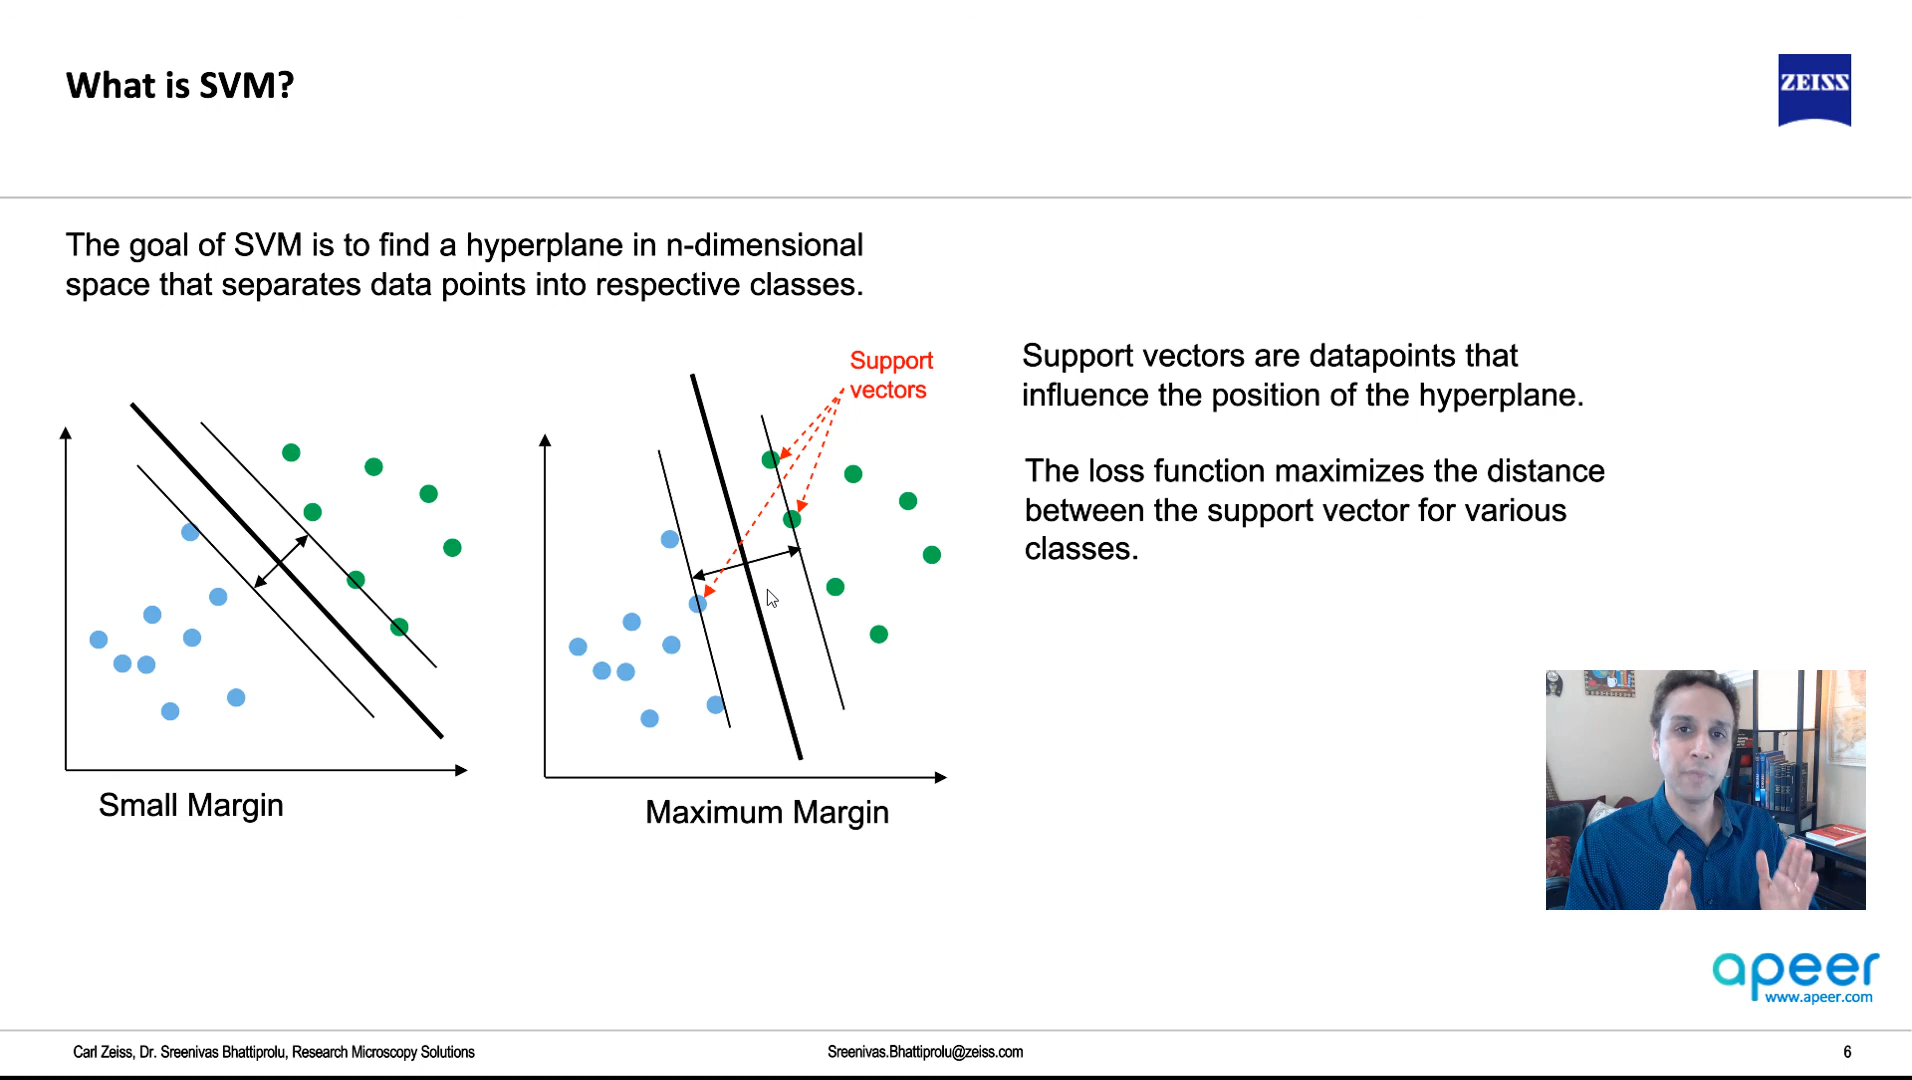 What is SVM?
ZEISS
The goal of SVM is to find a hyperplane in n-dimensional
space that separates data points into respective classes.
Support
vectors
Small Margin
Maximum Margin
Support vectors are datapoints that
influence the position of the hyperplane.
The loss function maximizes the distance
between the support vector for various
classes.
apeer
www.apeer.com
Carl Zeiss, Dr. Sreenivas Bhattiprolu, Research Microscopy Solutions
Sreenivas.Bhattiprolu@zeiss.com
6